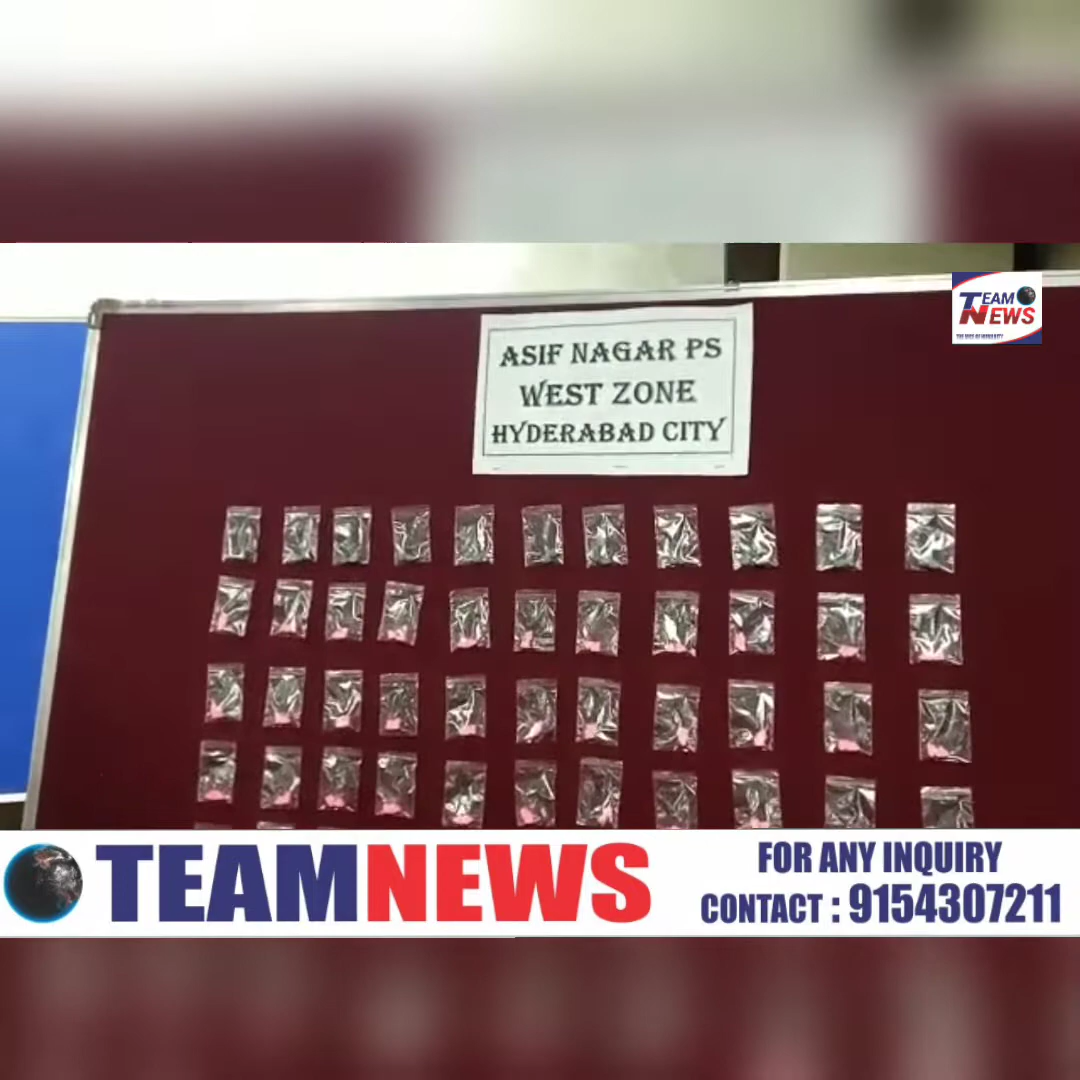 TEAM
NEWS
ASIF NAGAR PS
WEST ZONE
HYDERABAD CITY
TEAMNEWS
FOR ANY INQUIRY
CONTACT : 9154307211